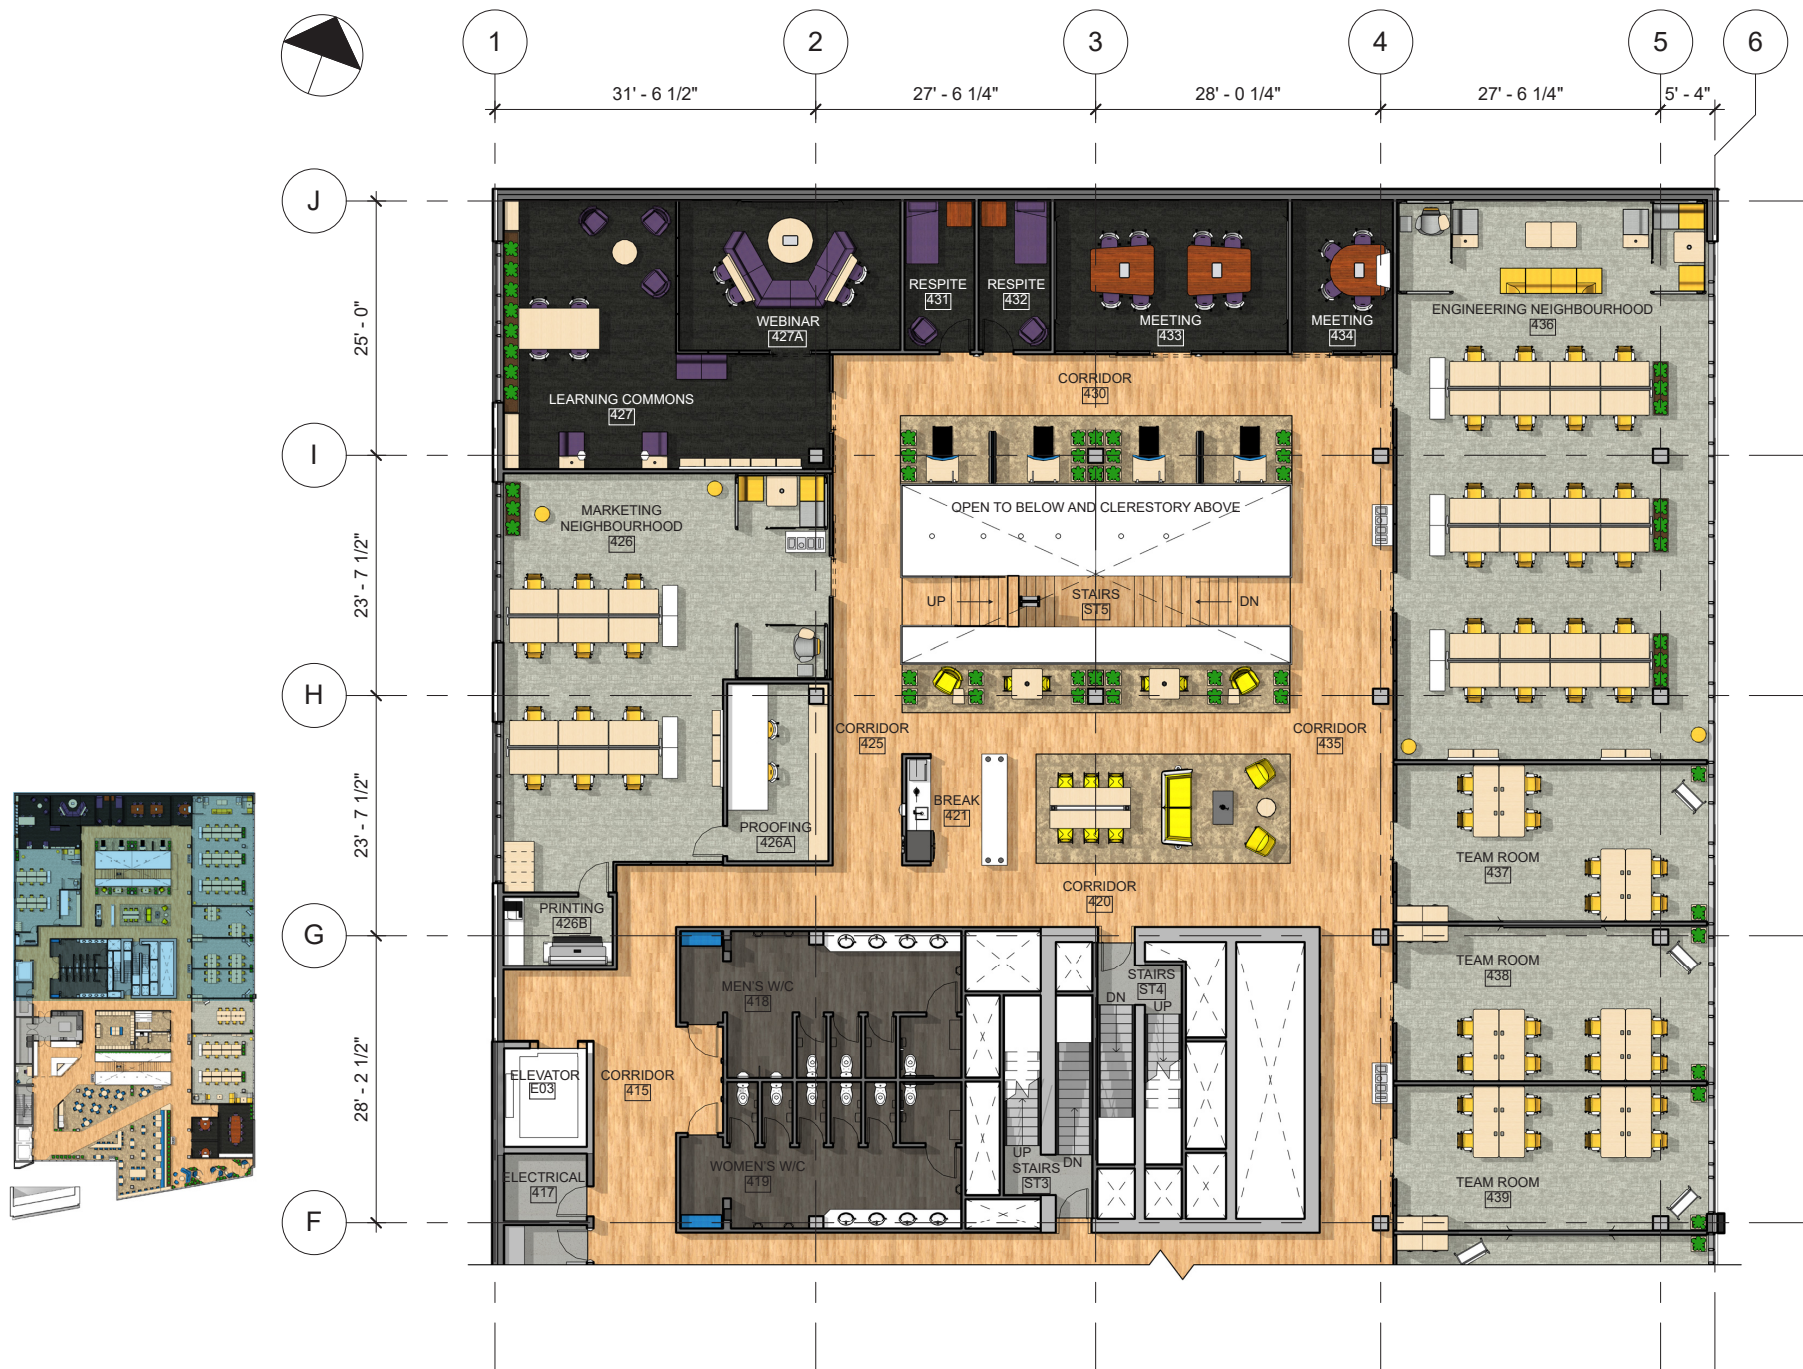 1 2 3 4 5 6
31' - 6 1/2" 27' - 6 1/4" 28' - 0 1/4" 27' - 6 1/4" 5' - 4"
J
25' - 0"
I
23' - 7 1/2"
H
23' - 7 1/2"
G
28' - 2 1/2"
F
WEBINAR
427A
RESPITE
431
RESPITE
432
MEETING
433
MEETING
434
ENGINEERING NEIGHBOURHOOD
436
LEARNING COMMONS
427
CORRIDOR
430
MARKETING
NEIGHBOURHOOD
426
OPEN TO BELOW AND CLERESTORY ABOVE
UP
STAIRS
ST5
DN
CORRIDOR
425
CORRIDOR
435
BREAK
421
PROOFING
426A
CORRIDOR
420
PRINTING
426B
TEAM ROOM
437
TEAM ROOM
438
TEAM ROOM
439
MEN'S W/C
418
STAIRS
ST4
DN
UP
ELEVATOR
E03
CORRIDOR
415
WOMEN'S W/C
419
UP
STAIRS
ST3
DN
ELECTRICAL
417